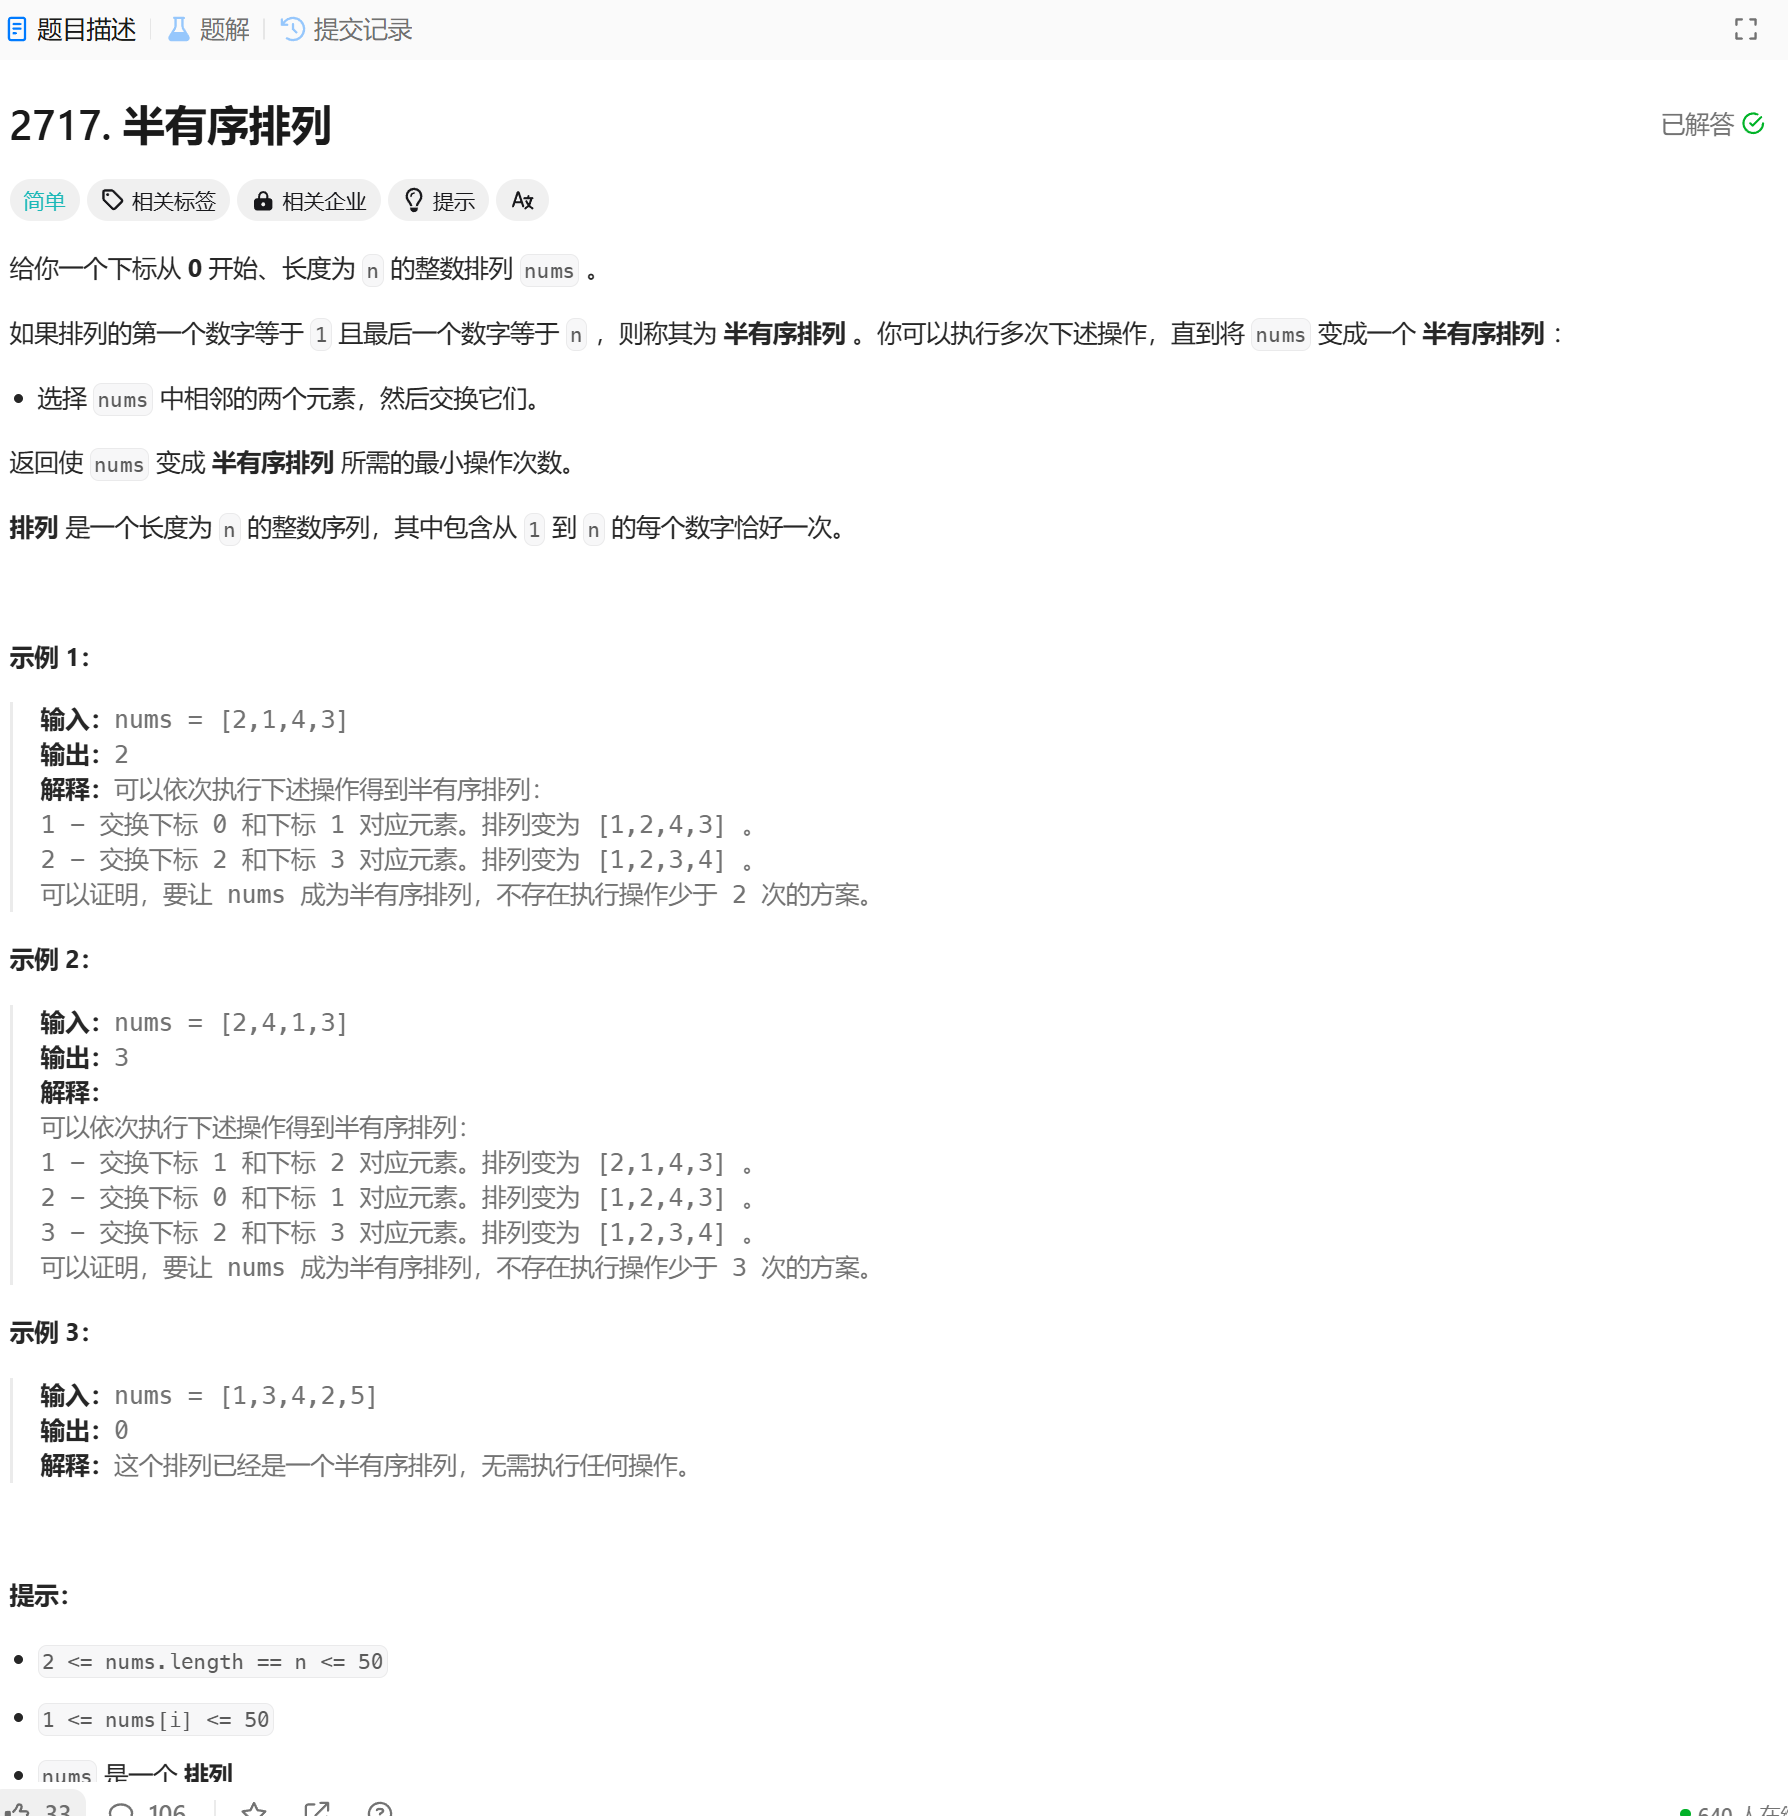 题目描述 题解 提交记录
2717. 半有序排列
已解答
简单 相关标签 相关企业 提示
给你一个下标从 0 开始、长度为 n 的整数排列 nums 。
如果排列的第一个数字等于 1 且最后一个数字等于 n ，则称其为 半有序排列 。你可以执行多次下述操作，直到将 nums 变成一个 半有序排列 ：
• 选择 nums 中相邻的两个元素，然后交换它们。
返回使 nums 变成 半有序排列 所需的最小操作次数。
排列 是一个长度为 n 的整数序列，其中包含从 1 到 n 的每个数字恰好一次。
示例 1：
输入：nums = [2,1,4,3]
输出：2
解释：可以依次执行下述操作得到半有序排列：
1 - 交换下标 0 和下标 1 对应元素。排列变为 [1,2,4,3] 。
2 - 交换下标 2 和下标 3 对应元素。排列变为 [1,2,3,4] 。
可以证明，要让 nums 成为半有序排列，不存在执行操作少于 2 次的方案。
示例 2：
输入：nums = [2,4,1,3]
输出：3
解释：
可以依次执行下述操作得到半有序排列：
1 - 交换下标 1 和下标 2 对应元素。排列变为 [2,1,4,3] 。
2 - 交换下标 0 和下标 1 对应元素。排列变为 [1,2,4,3] 。
3 - 交换下标 2 和下标 3 对应元素。排列变为 [1,2,3,4] 。
可以证明，要让 nums 成为半有序排列，不存在执行操作少于 3 次的方案。
示例 3：
输入：nums = [1,3,4,2,5]
输出：0
解释：这个排列已经是一个半有序排列，无需执行任何操作。
提示：
• 2 <= nums.length == n <= 50
• 1 <= nums[i] <= 50
• nums 是一个 排列
33 106 640 人在